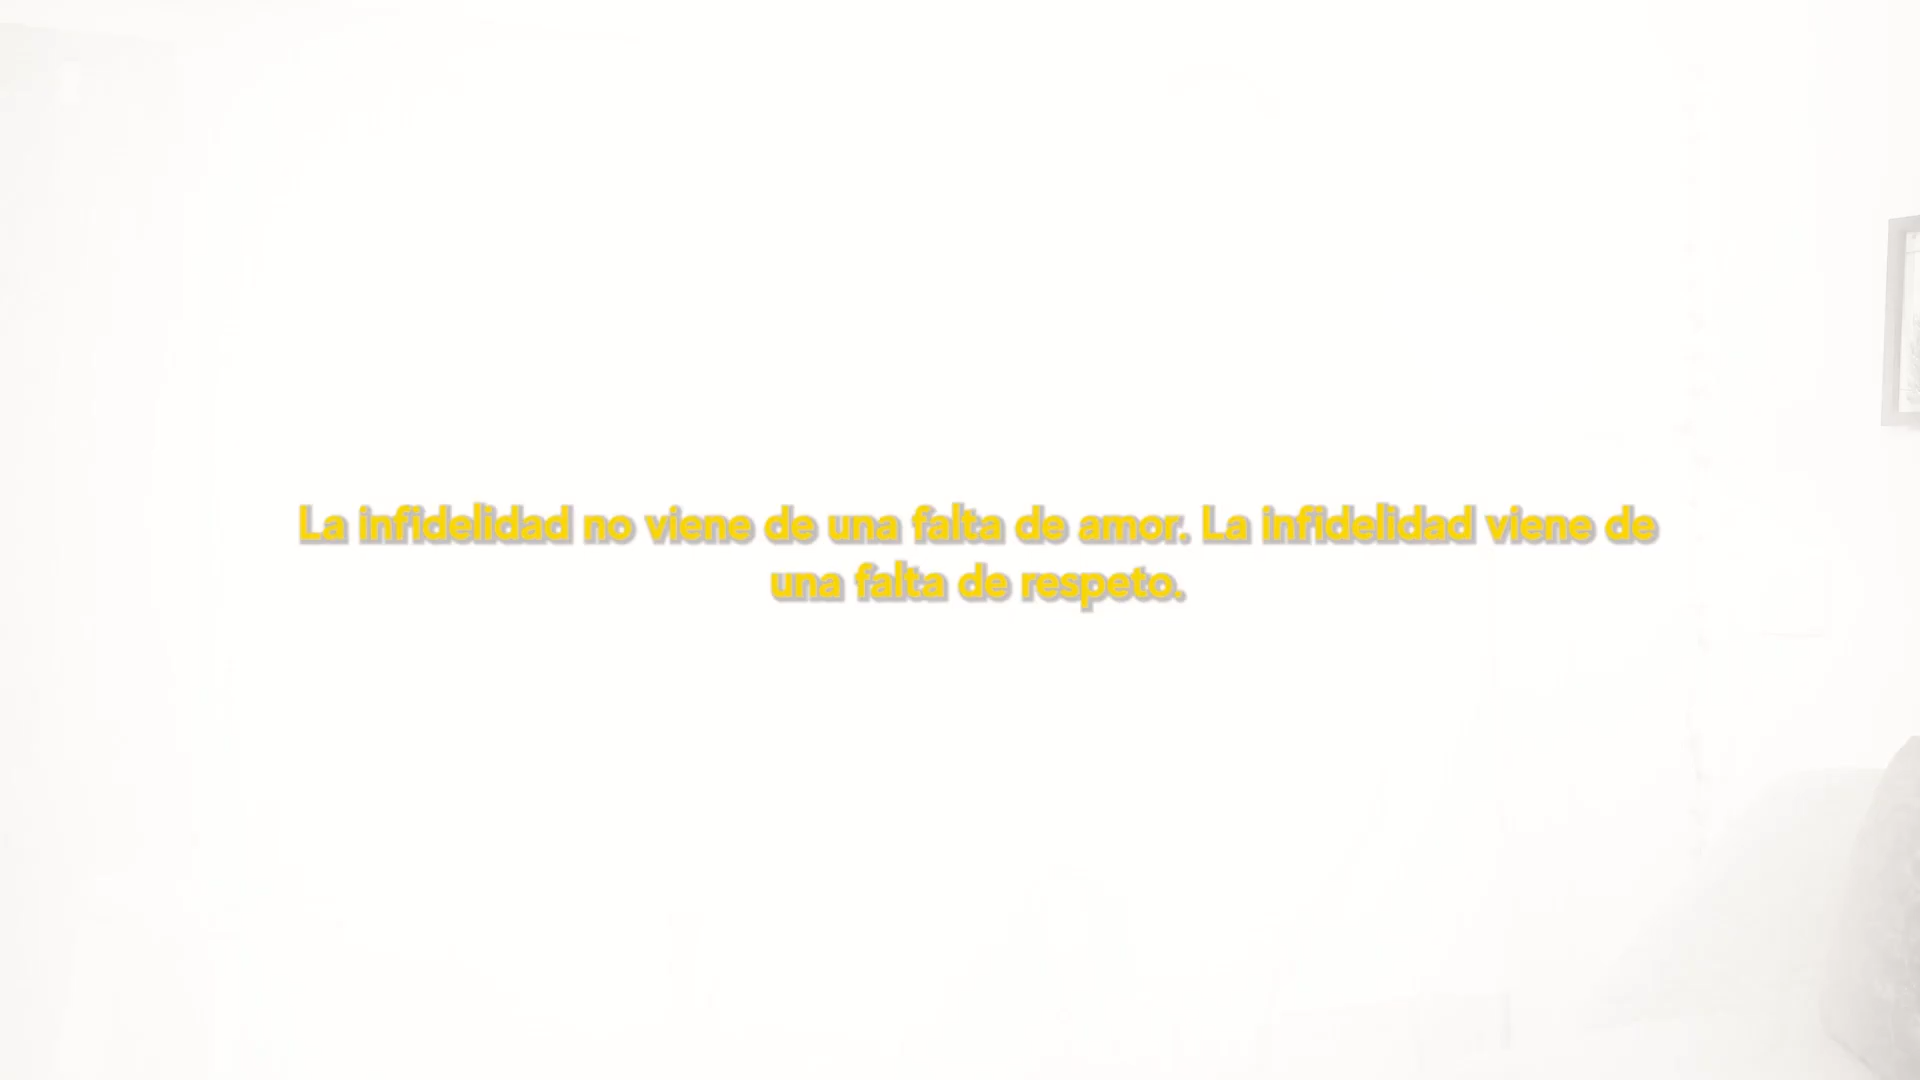 La infidelidad no viene de una falta de amor. La infidelidad viene de
una falta de respeto.